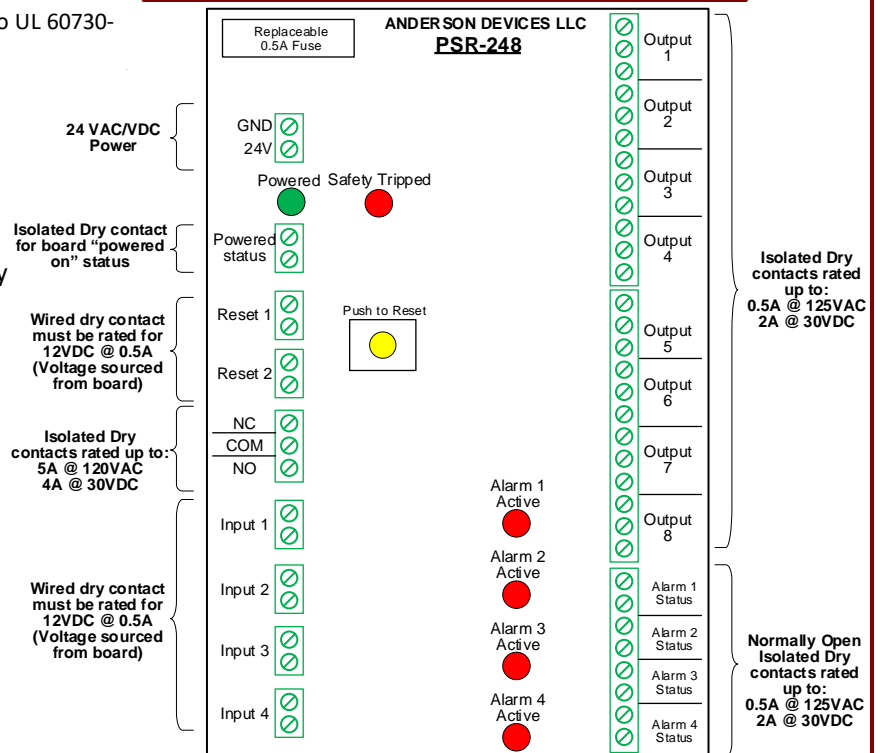 o UL 60730-
y
Replaceable
0.5A Fuse
ANDERSON DEVICES LLC
PSR-248
24 VAC/VDC
Power
GND
24V
Powered
Safety Tripped
Isolated Dry contact
for board “powered
on” status
Powered
status
Wired dry contact
must be rated for
12VDC @ 0.5A
(Voltage sourced
from board)
Reset 1
Reset 2
Push to Reset
Isolated Dry
contacts rated up to:
5A @ 120VAC
4A @ 30VDC
NC
COM
NO
Wired dry contact
must be rated for
12VDC @ 0.5A
(Voltage sourced
from board)
Input 1
Input 2
Input 3
Input 4
Alarm 1
Active
Alarm 2
Active
Alarm 3
Active
Alarm 4
Active
Output
1
Output
2
Output
3
Output
4
Output
5
Output
6
Output
7
Output
8
Alarm 1
Status
Alarm 2
Status
Alarm 3
Status
Alarm 4
Status
Isolated Dry
contacts rated
up to:
0.5A @ 125VAC
2A @ 30VDC
Normally Open
Isolated Dry
contacts rated
up to:
0.5A @ 125VAC
2A @ 30VDC